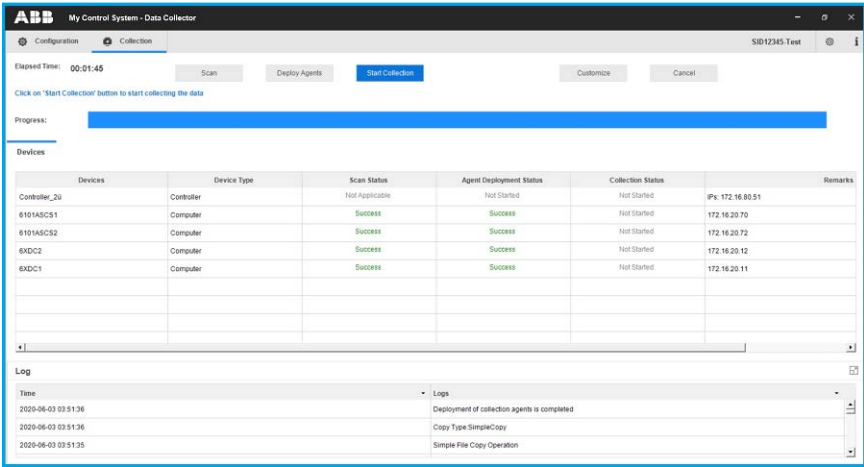 ABB My Control System - Data Collector
Configuration Collection SID12345-Test
Elapsed Time: 00:01:45 Scan Deploy Agents Start Collection Customize Cancel
Click on 'Start Collection' button to start collecting the data
Progress:
Devices
Devices Device Type Scan Status Agent Deployment Status Collection Status Remarks
Controller_20 Controller Not Applicable Not Started Not Started IPs: 172.16.80.51
6101ASCS1 Computer Success Success Not Started 172.16.20.70
6101ASCS2 Computer Success Success Not Started 172.16.20.72
6XDC2 Computer Success Success Not Started 172.16.20.12
6XDC1 Computer Success Success Not Started 172.16.20.11
Log
Time Logs
2020-06-03 03:51:36 Deployment of collection agents is completed
2020-06-03 03:51:36 Copy Type:SimpleCopy
2020-06-03 03:51:35 Simple File Copy Operation